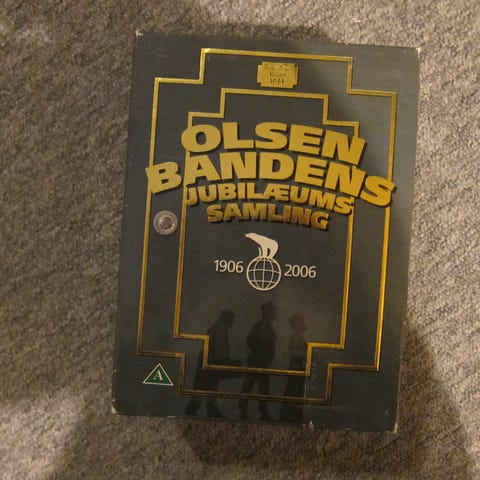 OLSEN
BANDENS
JUBILÆUMS
SAMLING
1906 2006
A